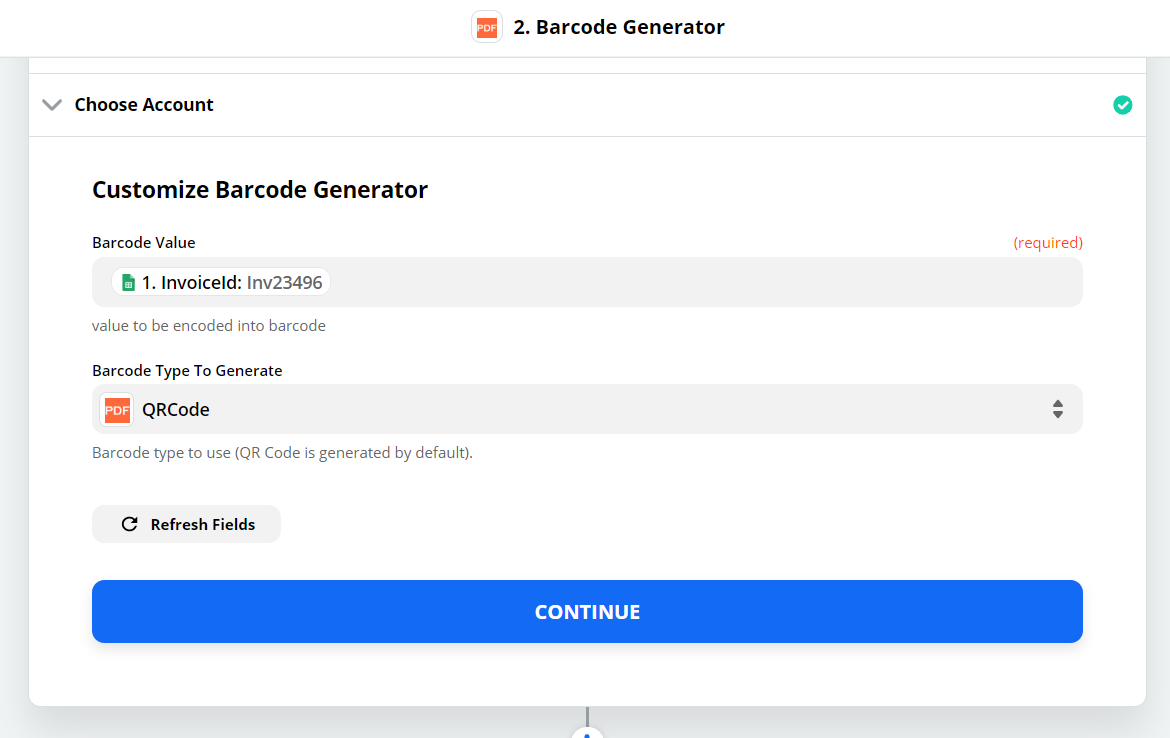 PDF 2. Barcode Generator
Choose Account
Customize Barcode Generator
Barcode Value (required)
1. InvoiceId: Inv23496
value to be encoded into barcode
Barcode Type To Generate
PDF QRCode
Barcode type to use (QR Code is generated by default).
Refresh Fields
CONTINUE